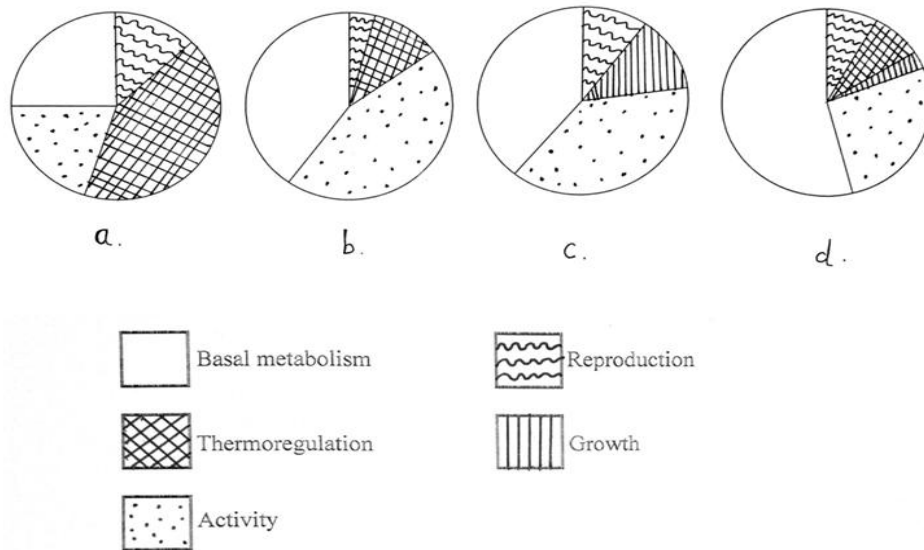 a. b. c. d.
Basal metabolism Reproduction
Thermoregulation Growth
Activity